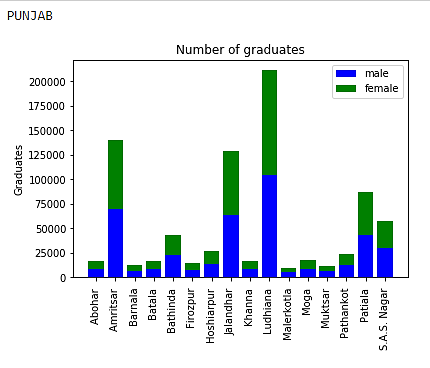 PUNJAB
Number of graduates
male
female
200000
175000
150000
125000
100000
75000
50000
25000
0
Graduates
Abohar
Amritsar
Barnala
Batala
Bathinda
Firozpur
Hoshiarpur
Jalandhar
Khanna
Ludhiana
Malerkotla
Moga
Muktsar
Pathankot
Patiala
S.A.S. Nagar